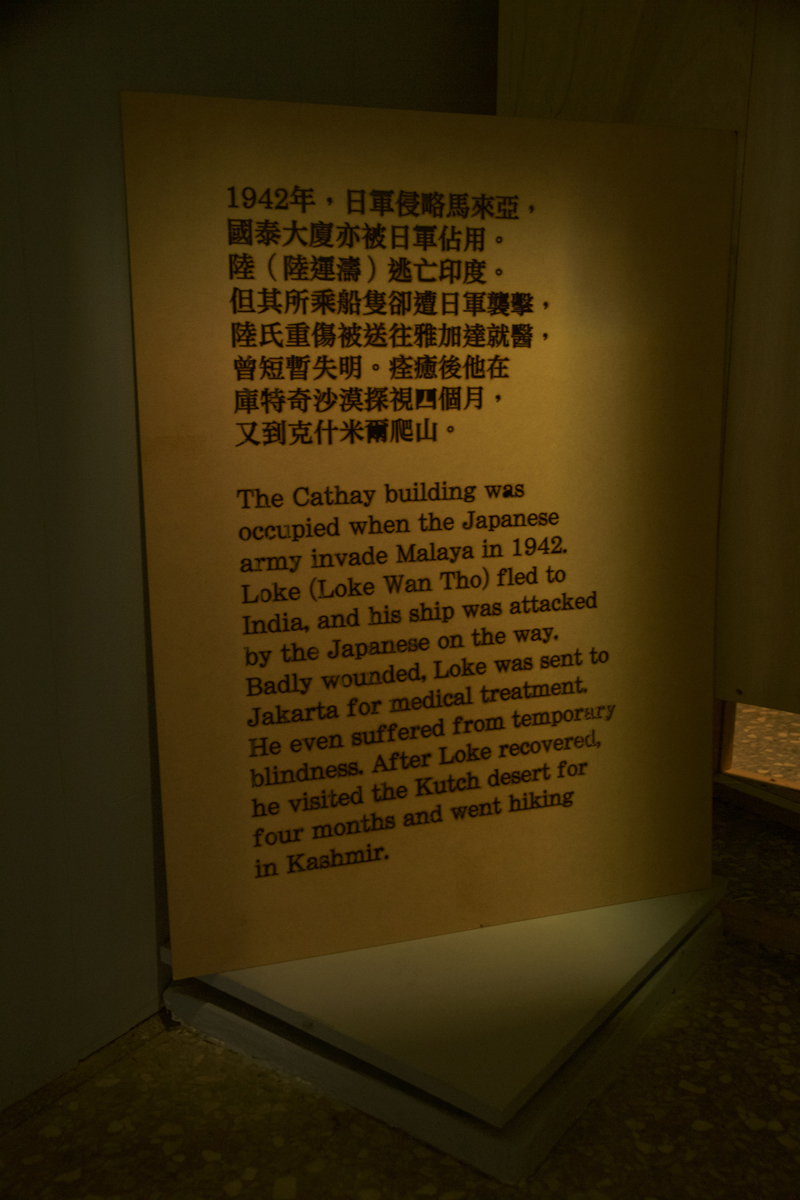 1942年，日軍侵略馬來亞，
國泰大廈亦被日軍佔用。
陸（陸運濤）逃亡印度。
但其所乘船隻卻遭日軍襲擊，
陸氏重傷被送往雅加達就醫，
曾短暫失明。痊癒後他在
庫特奇沙漠探視四個月，
又到克什米爾爬山。
The Cathay building was
occupied when the Japanese
army invade Malaya in 1942.
Loke (Loke Wan Tho) fled to
India, and his ship was attacked
by the Japanese on the way.
Badly wounded, Loke was sent to
Jakarta for medical treatment.
He even suffered from temporary
blindness. After Loke recovered,
he visited the Kutch desert for
four months and went hiking
in Kashmir.